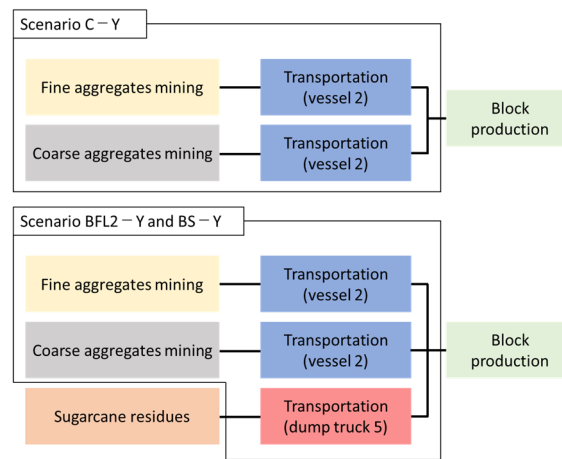 Scenario C－Y
Fine aggregates mining
Transportation
(vessel 2)
Coarse aggregates mining
Transportation
(vessel 2)
Block
production
Scenario BFL2－Y and BS－Y
Fine aggregates mining
Transportation
(vessel 2)
Coarse aggregates mining
Transportation
(vessel 2)
Block
production
Sugarcane residues
Transportation
(dump truck 5)